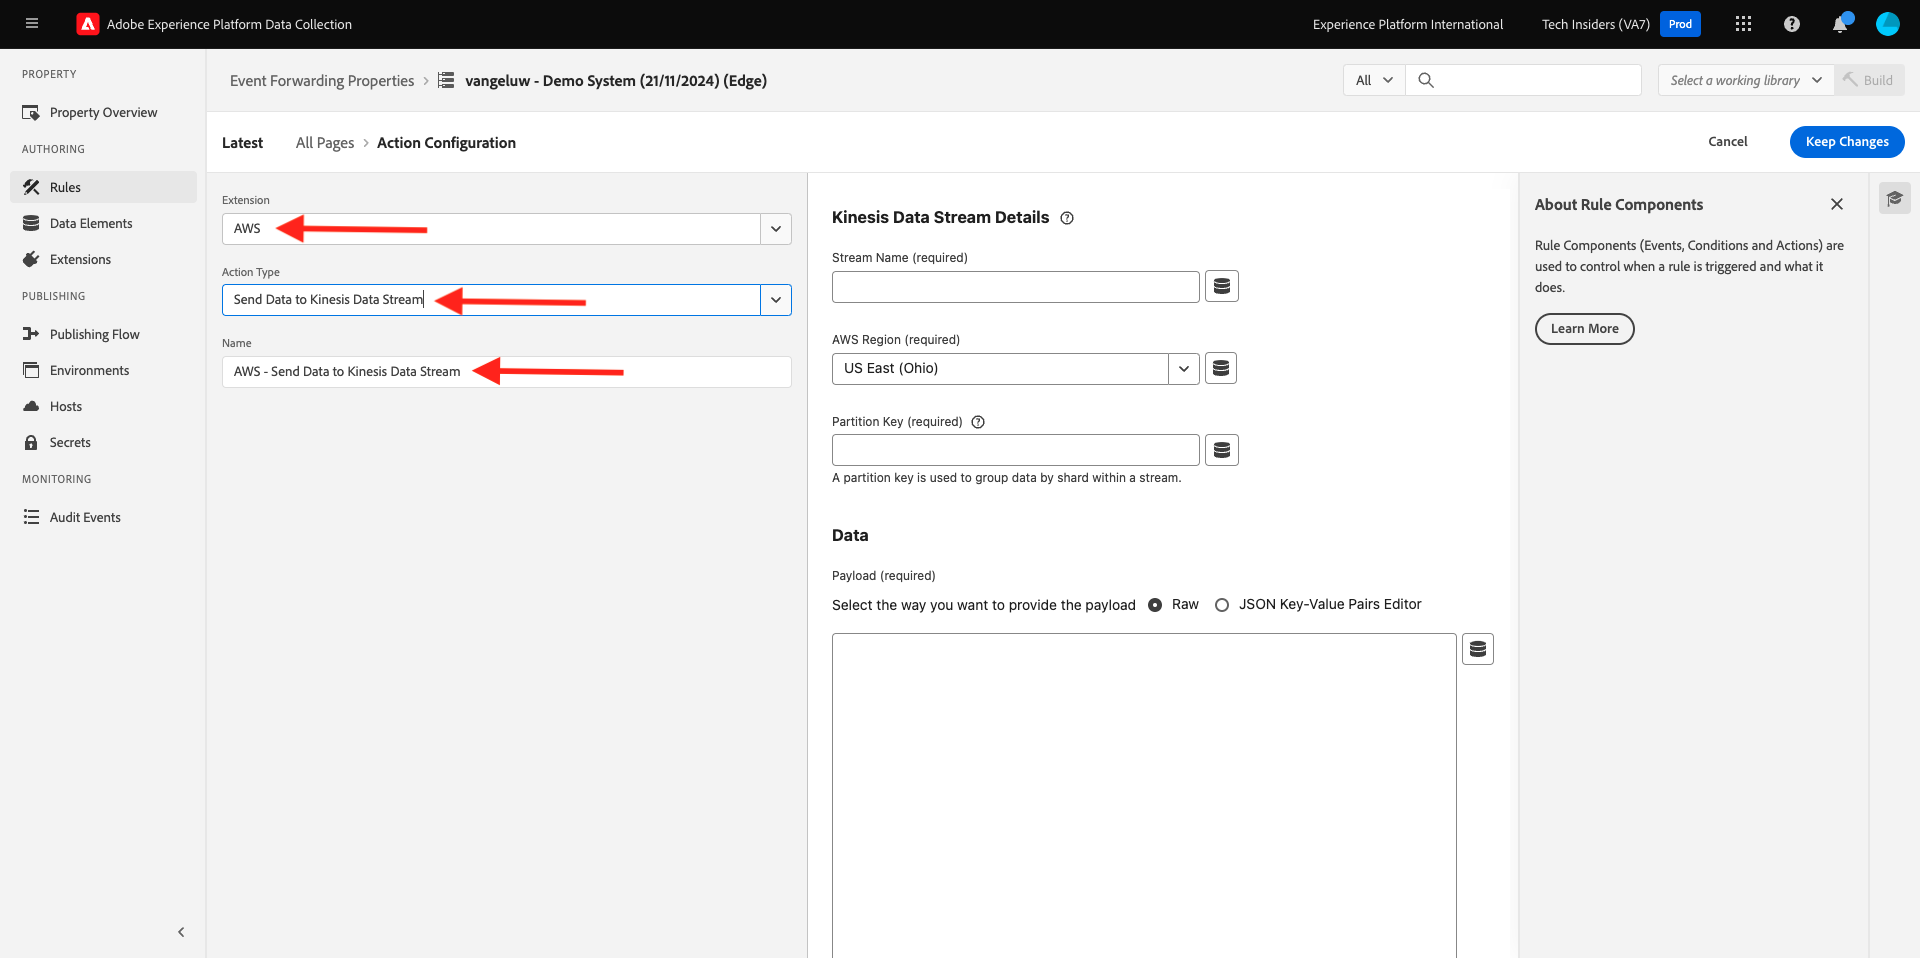 Adobe Experience Platform Data Collection
Experience Platform International
Tech Insiders (VA7)
Prod
PROPERTY
Property Overview
AUTHORING
Rules
Data Elements
Extensions
PUBLISHING
Publishing Flow
Environments
Hosts
Secrets
MONITORING
Audit Events
Event Forwarding Properties
vangeluw - Demo System (21/11/2024) (Edge)
All
Select a working library
Build
Latest
All Pages
Action Configuration
Cancel
Keep Changes
Extension
AWS
Action Type
Send Data to Kinesis Data Stream
Name
AWS - Send Data to Kinesis Data Stream
Kinesis Data Stream Details
Stream Name (required)
AWS Region (required)
US East (Ohio)
Partition Key (required)
A partition key is used to group data by shard within a stream.
Data
Payload (required)
Select the way you want to provide the payload
Raw
JSON Key-Value Pairs Editor
About Rule Components
Rule Components (Events, Conditions and Actions) are
used to control when a rule is triggered and what it
does.
Learn More